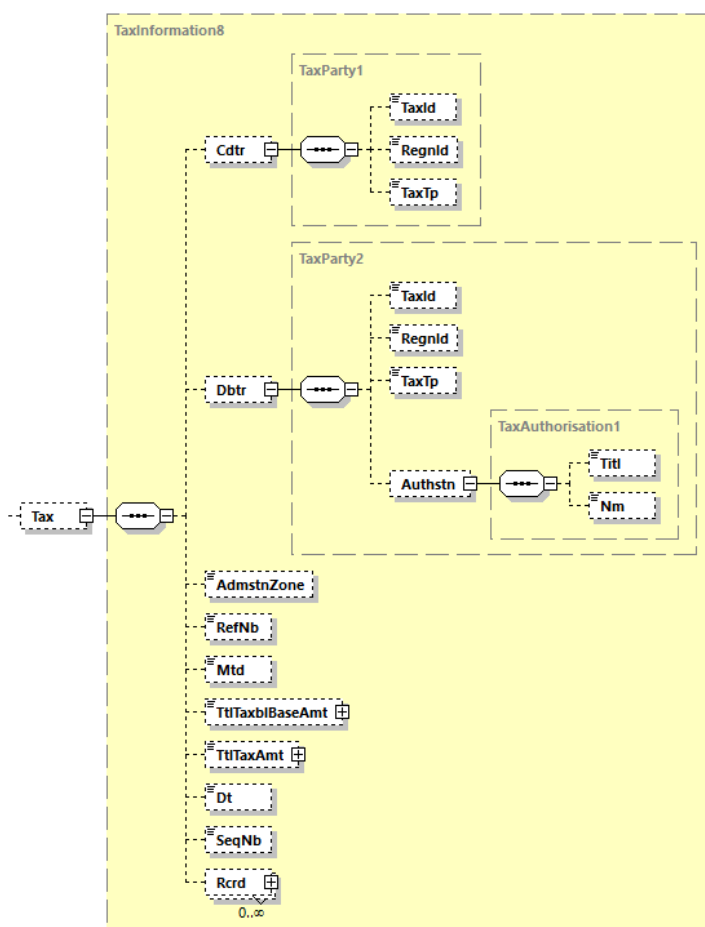 TaxInformation8
TaxParty1
TaxId
Cdtr
RegnId
TaxTp
TaxParty2
TaxId
RegnId
Dbtr
TaxTp
TaxAuthorisation1
Titl
Authstn
Nm
Tax
AdmstnZone
RefNb
Mtd
TtlTaxblBaseAmt
TtlTaxAmt
Dt
SeqNb
Rcrd
0..∞